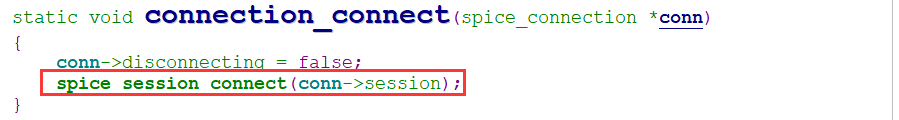 static void connection_connect(spice_connection *conn)
{
    conn->disconnecting = false;
    spice_session_connect(conn->session);
}